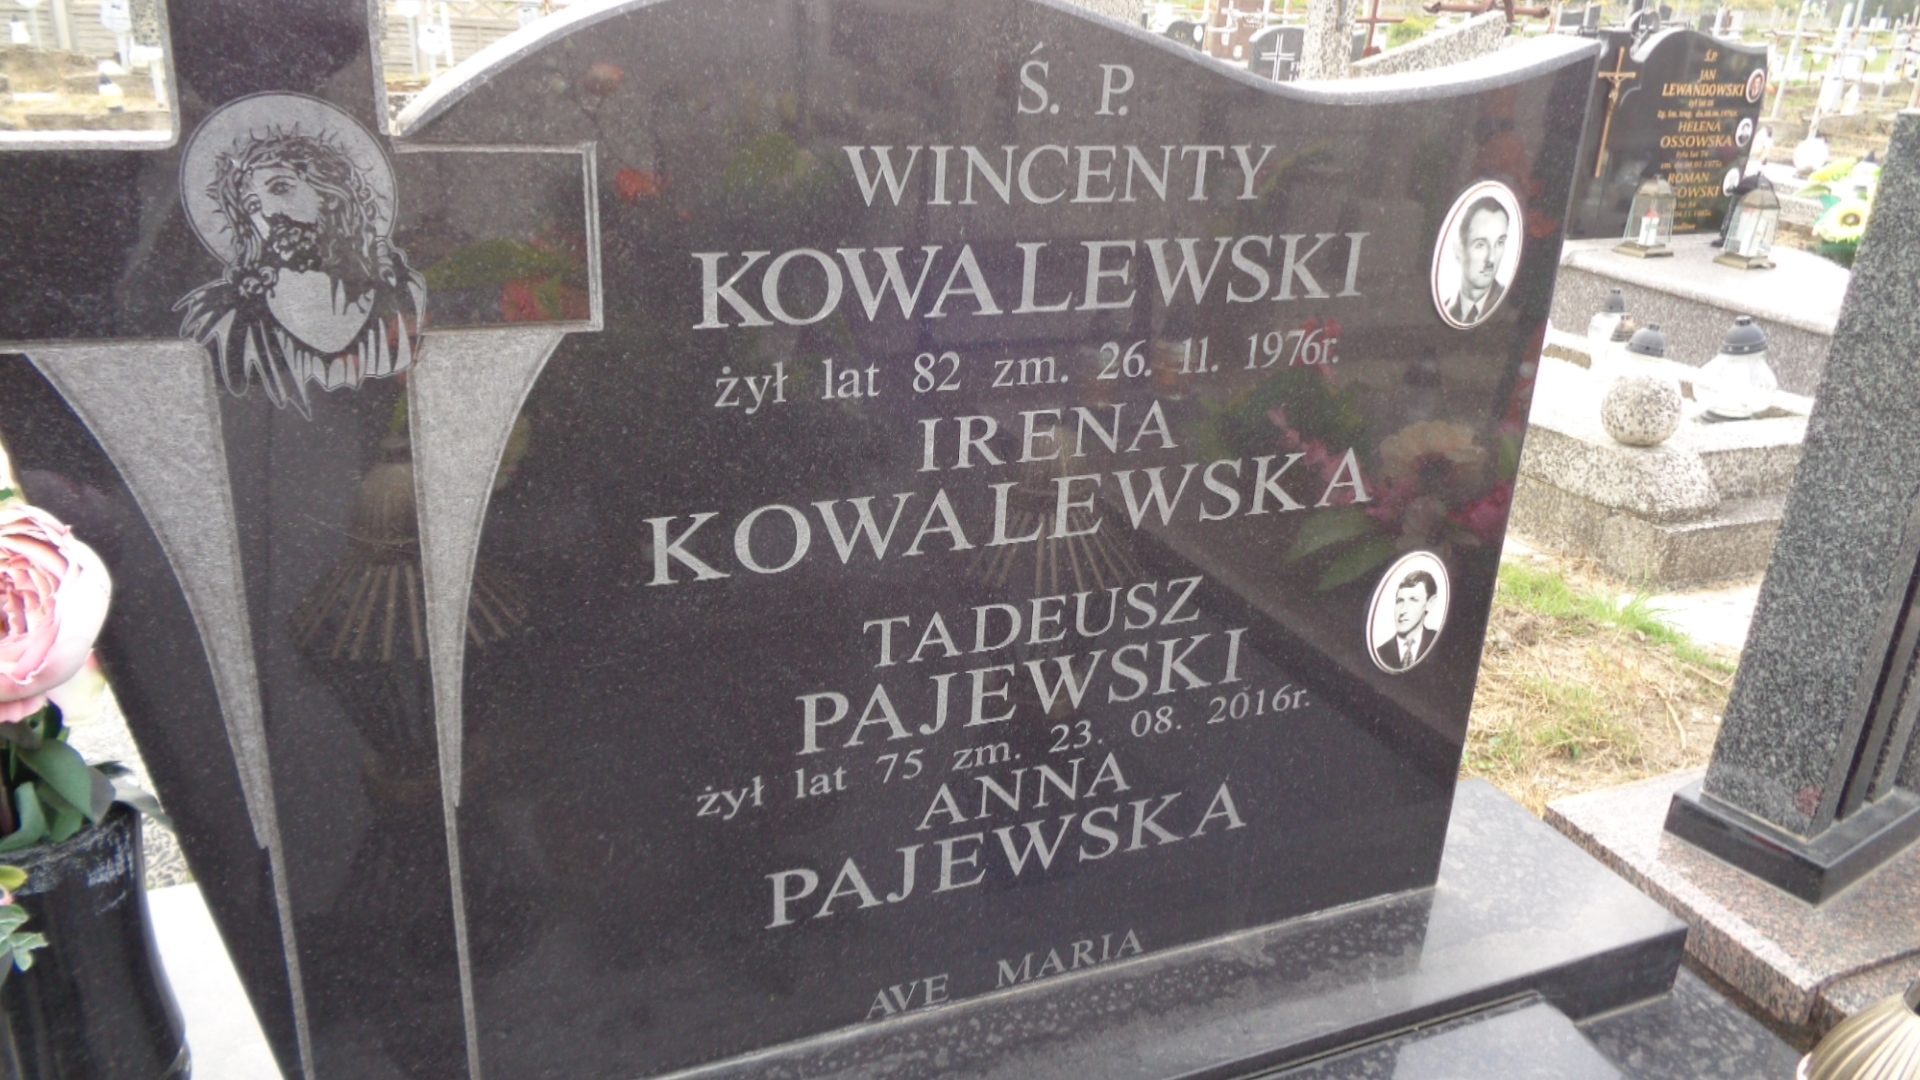 Ś. P.
WINCENTY
KOWALEWSKI
żył lat 82 zm. 26. 11. 1976r.
IRENA
KOWALEWSKA
TADEUSZ
PAJEWSKI
żył lat 75 zm. 23. 08. 2016r.
ANNA
PAJEWSKA
AVE MARIA
Ś.P.
JAN
LEWANDOWSKI
HELENA
OSSOWSKA
ROMAN